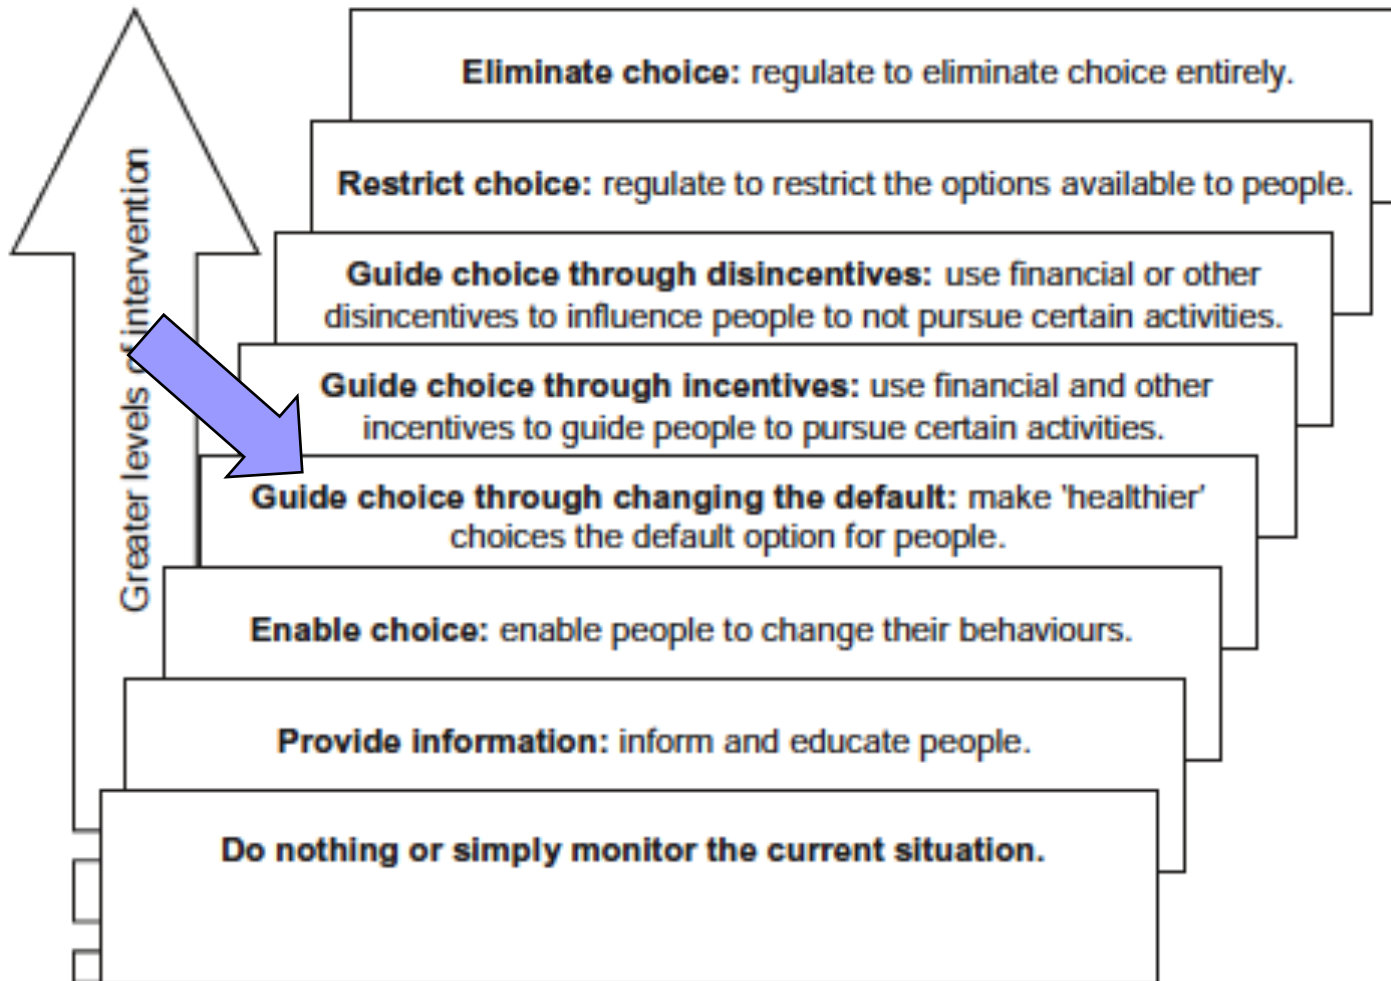 Eliminate choice: regulate to eliminate choice entirely.
Restrict choice: regulate to restrict the options available to people.
Guide choice through disincentives: use financial or other
disincentives to influence people to not pursue certain activities.
Guide choice through incentives: use financial and other
incentives to guide people to pursue certain activities.
Guide choice through changing the default: make 'healthier'
choices the default option for people.
Enable choice: enable people to change their behaviours.
Provide information: inform and educate people.
Do nothing or simply monitor the current situation.
Greater levels of intervention